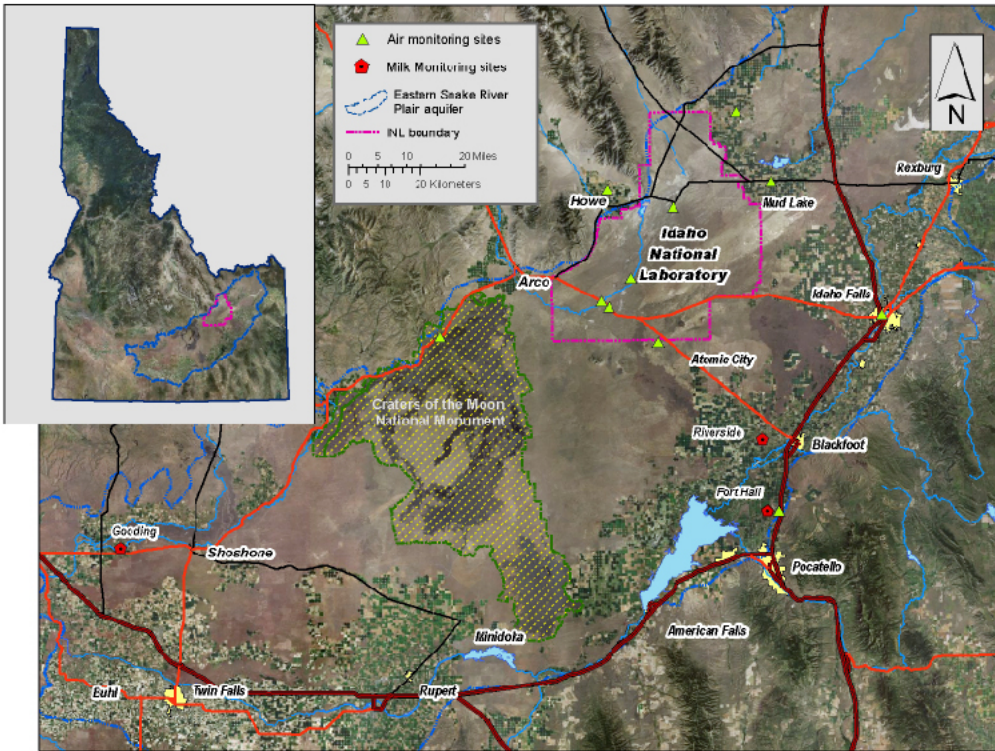 Air monitoring sites
Milk Monitoring sites
Eastern Snake River
Plair aquifer
INL boundary
0 5 10 20 Miles
0 5 10 20 Kilometers
N
Rexburg
Mud Lake
Howe
Idaho
National
Laboratory
Arco
Idaho Falls
Atomic City
Craters of the Moon
National Monument
Riverside
Blackfoot
Fort Hall
Gooding
Shoshone
Pocatello
American Falls
Minidoka
Buhl
Twin Falls
Rupert